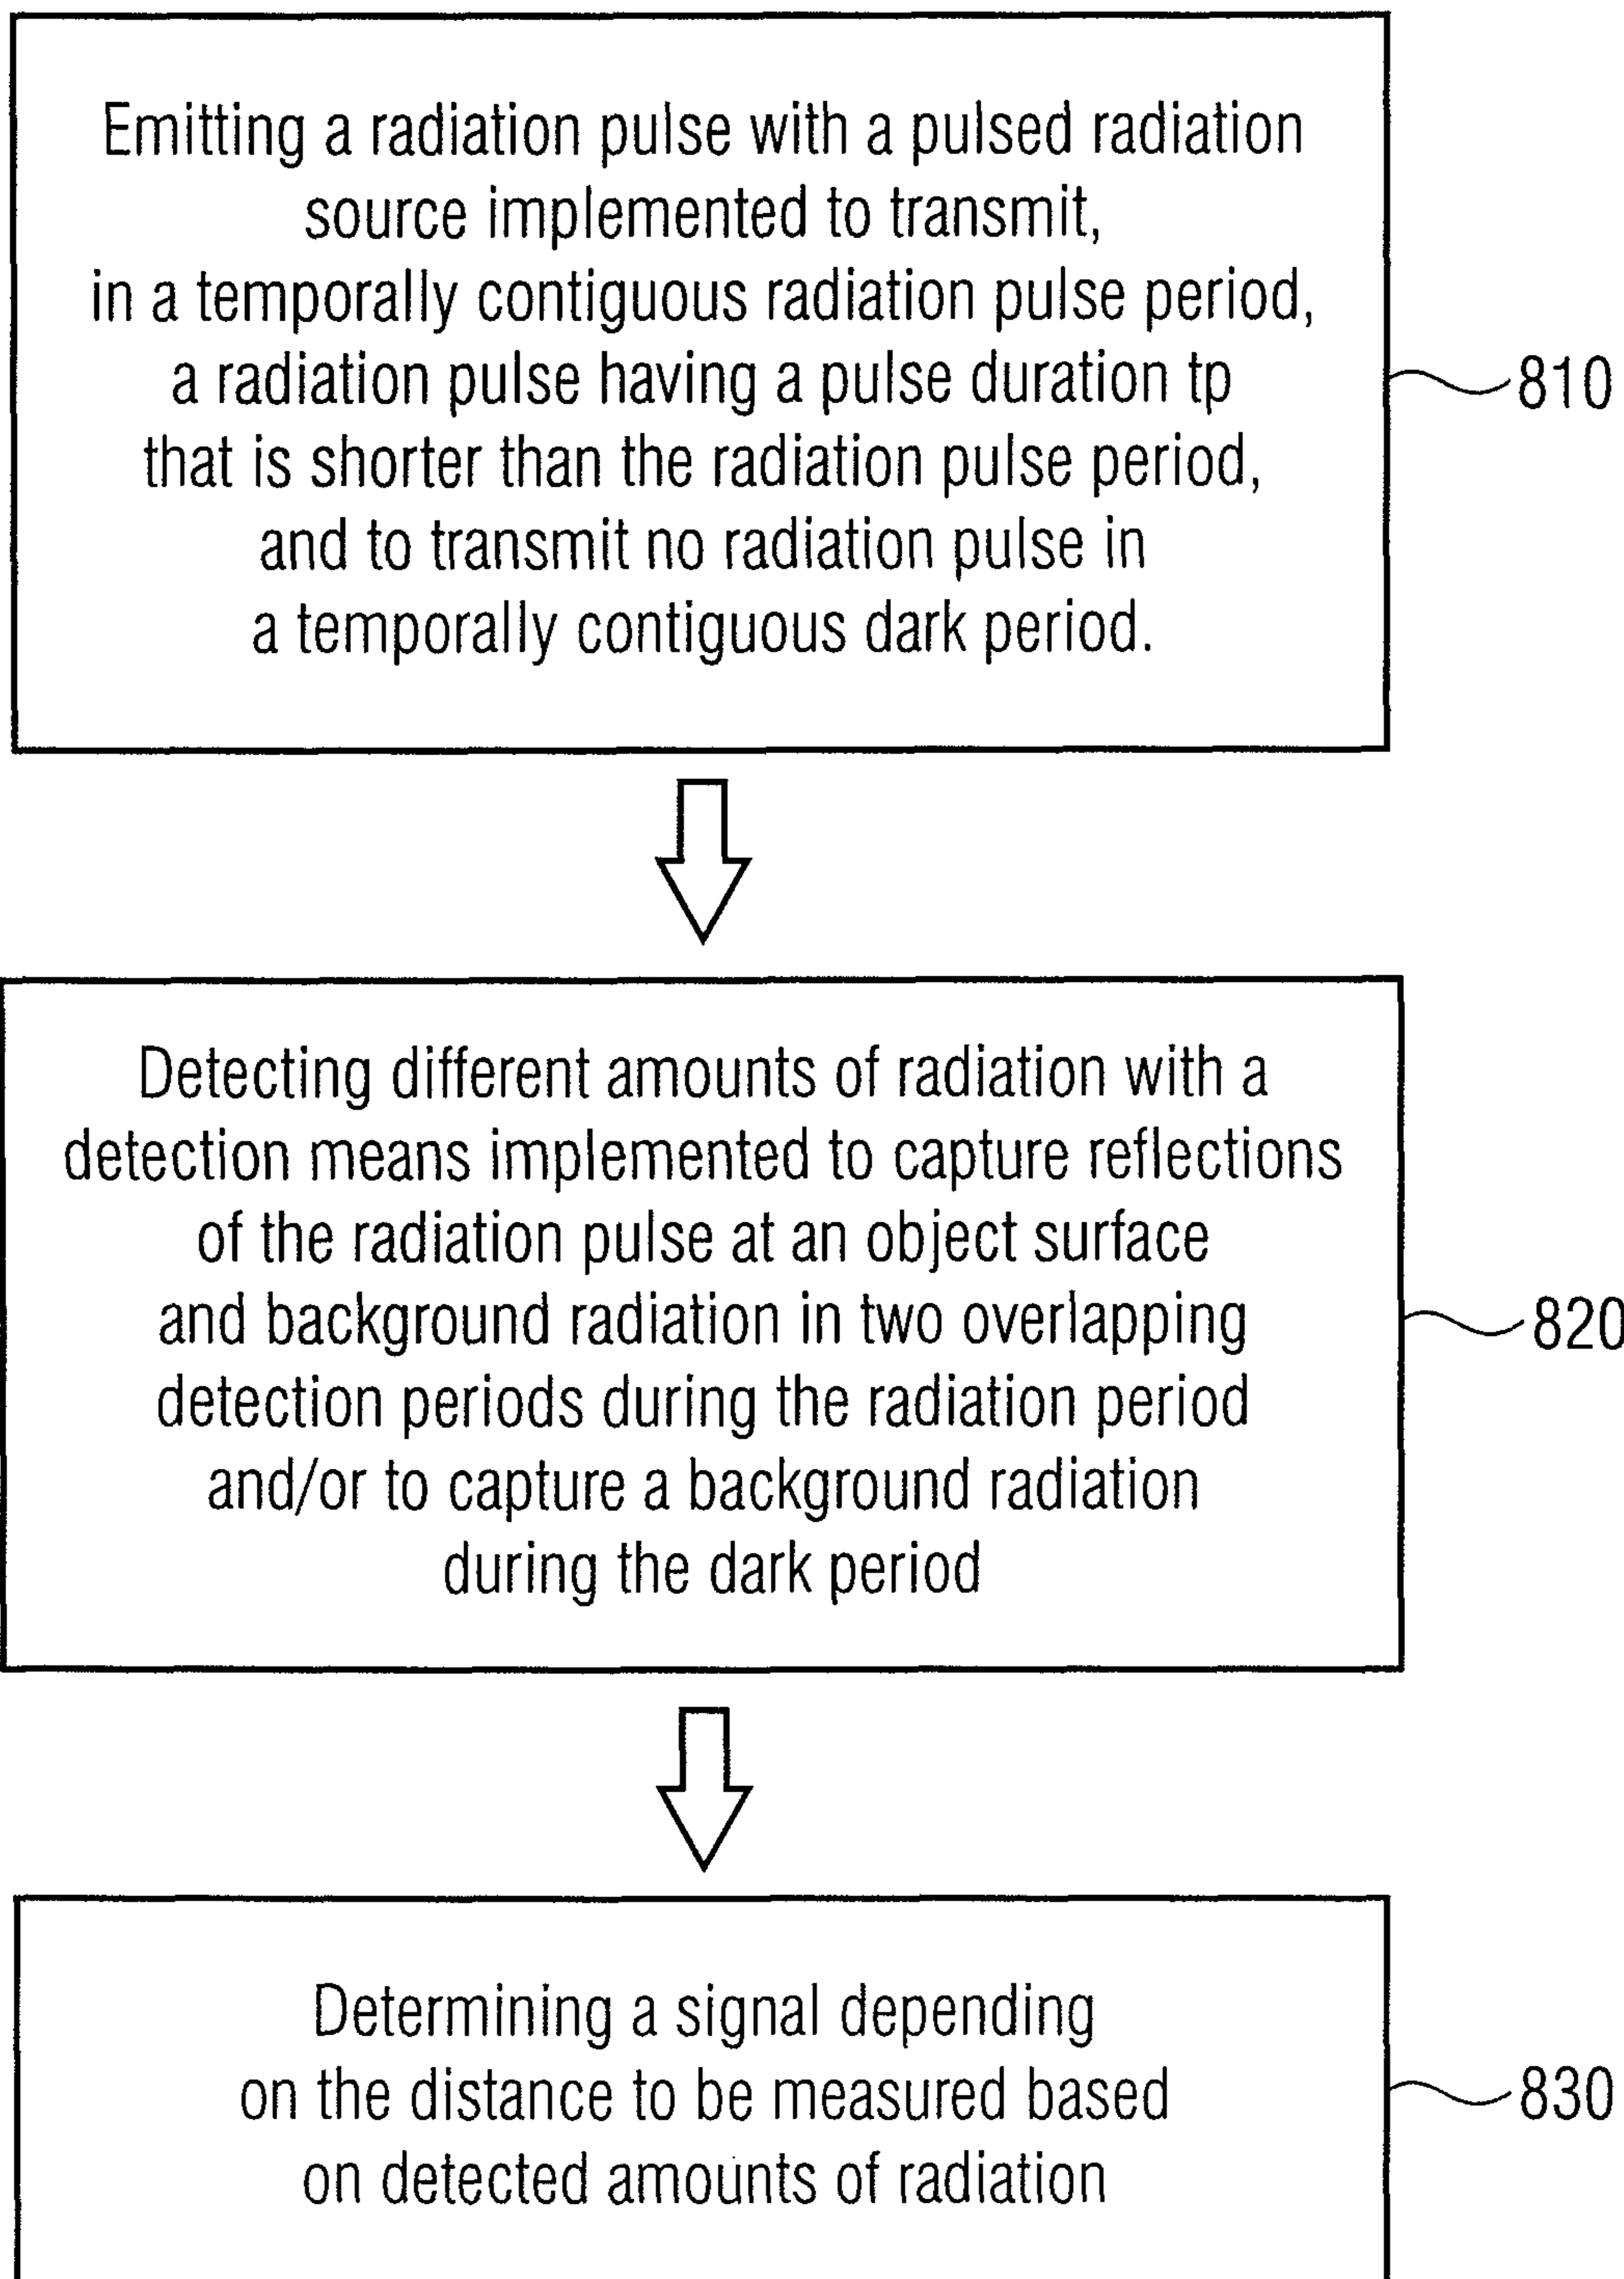 Emitting a radiation pulse with a pulsed radiation
source implemented to transmit,
in a temporally contiguous radiation pulse period,
a radiation pulse having a pulse duration tp
that is shorter than the radiation pulse period,
and to transmit no radiation pulse in
a temporally contiguous dark period.
810
Detecting different amounts of radiation with a
detection means implemented to capture reflections
of the radiation pulse at an object surface
and background radiation in two overlapping
detection periods during the radiation period
and/or to capture a background radiation
during the dark period
820
Determining a signal depending
on the distance to be measured based
on detected amounts of radiation
830